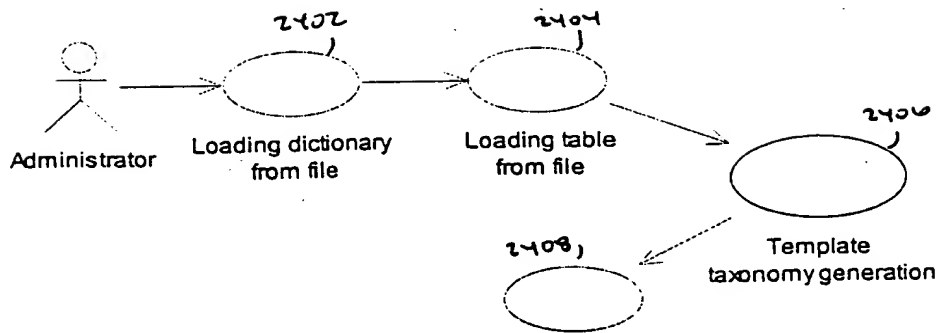 2402
2404
Administrator
Loading dictionary
from file
Loading table
from file
2406
Template
taxonomy generation
2408